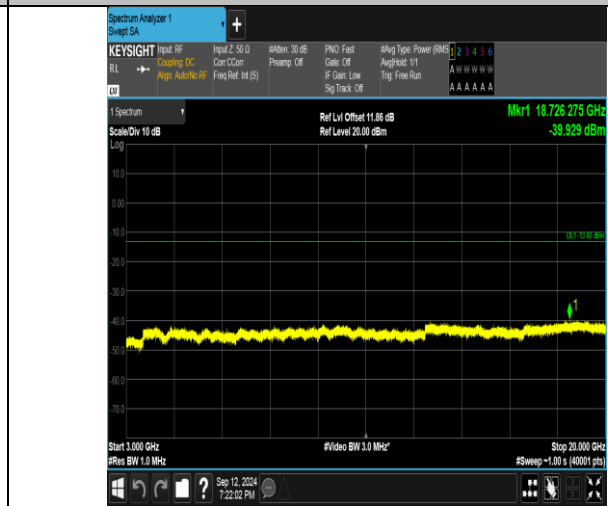 Spectrum Analyzer 1
Swept SA
+
KEYSIGHT
RL
Input: RF
Coupling: DC
Align: Auto/No RF
Input Z: 50 Ω
Corr CCorr
Freq Ref: Int (S)
#Atten: 30 dB
Preamp: Off
PNO: Fast
Gate: Off
IF Gain: Low
Sig Track: Off
#Avg Type: Power (RMS
Avg|Hold: 1/1
Trig: Free Run
1 2 3 4 5 6
A W W W W W
A A A A A A
LXI
1 Spectrum
Scale/Div 10 dB
Log
Ref Lvl Offset 11.86 dB
Ref Level 20.00 dBm
Mkr1 18.726 275 GHz
-39.929 dBm
10.0
0.00
-10.0
DL1 -13.00 dBm
-20.0
-30.0
1
-40.0
-50.0
-60.0
-70.0
Start 3.000 GHz
#Video BW 3.0 MHz*
Stop 20.000 GHz
#Res BW 1.0 MHz
#Sweep ~1.00 s (40001 pts)
?
Sep 12, 2024
7:22:02 PM